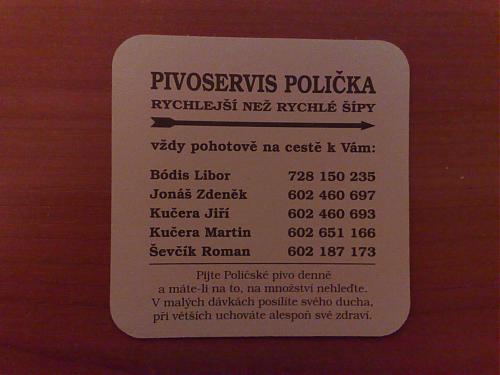 PIVOSERVIS POLIČKA
RYCHLEJŠÍ NEŽ RYCHLÉ ŠÍPY
vždy pohotově na cestě k Vám:
Bódis Libor 728 150 235
Jonáš Zdeněk 602 460 697
Kučera Jiří 602 460 693
Kučera Martin 602 651 166
Ševčík Roman 602 187 173
Pijte Poličské pivo denně
a máte-li na to, na množství nehleďte.
V malých dávkách posílíte svého ducha,
při větších uchováte alespoň své zdraví.